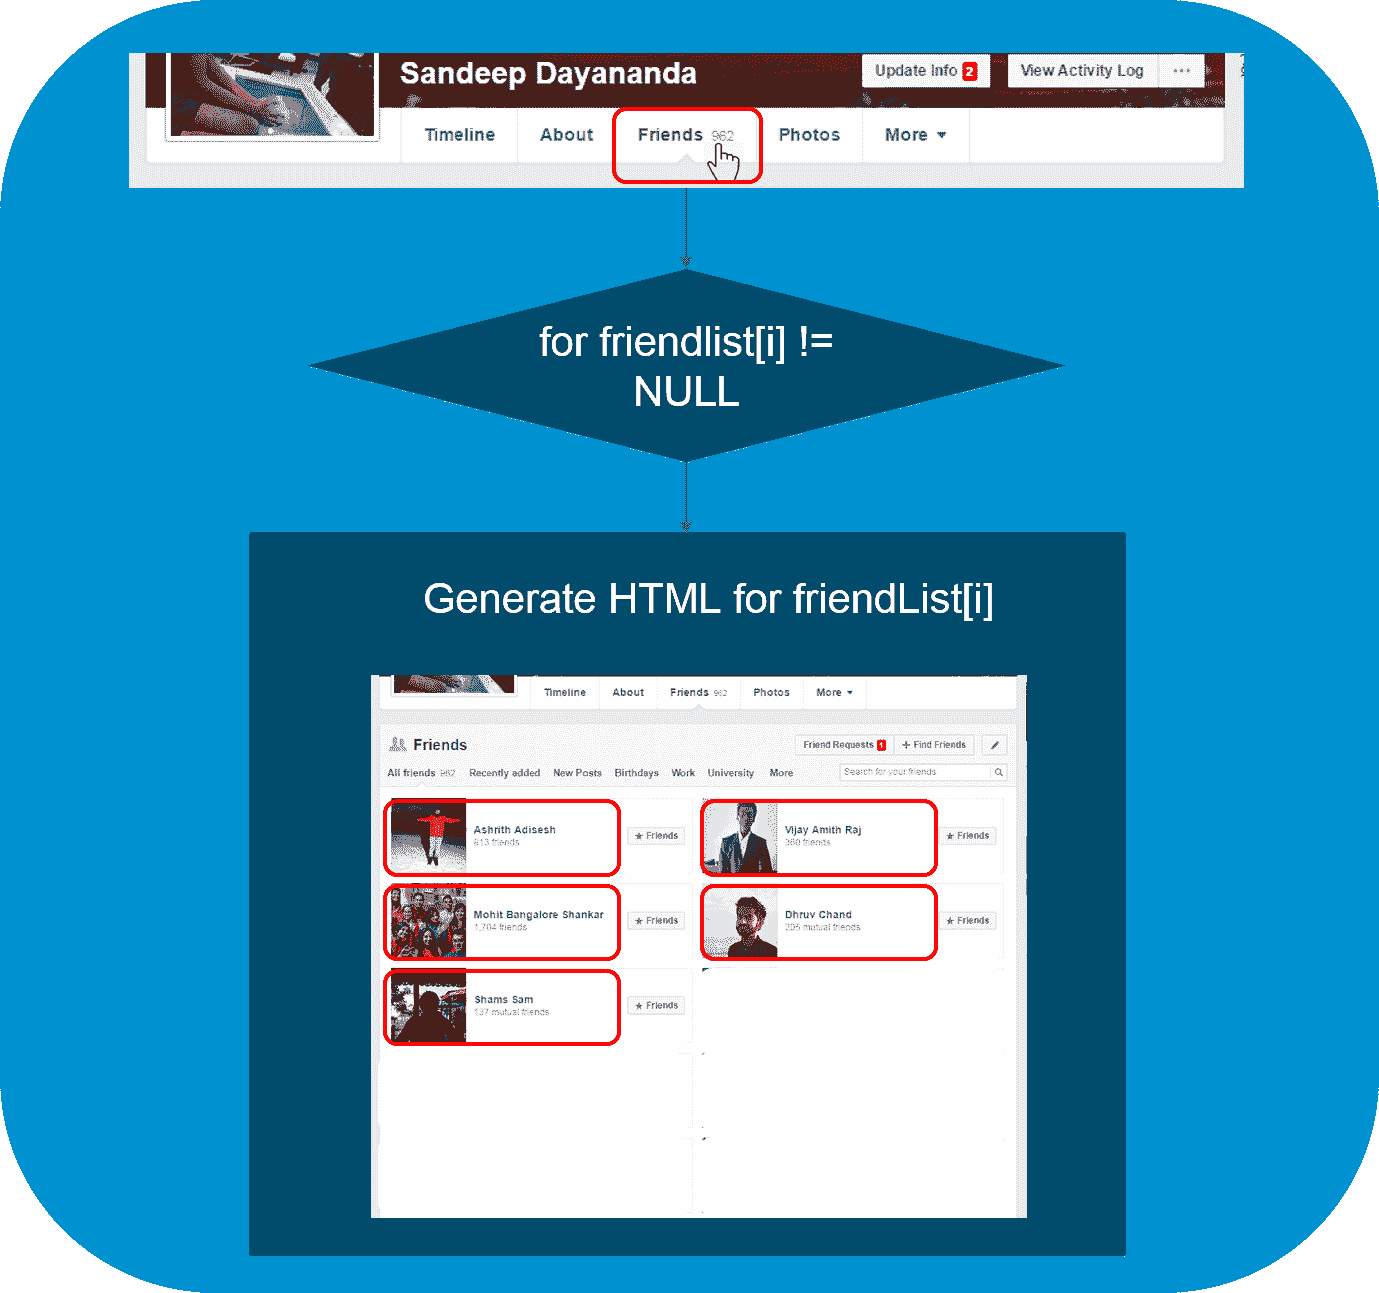 Sandeep Dayananda
Update Info 2
View Activity Log
Timeline About Friends 962 Photos More
for friendlist[i] !=
NULL
Generate HTML for friendList[i]
Timeline About Friends 962 Photos More
Friends
Friend Requests 1 + Find Friends
All friends 962 Recently added New Posts Birthdays Work University More
Search for your friends
Ashrith Adisesh
813 friends
Friends
Vijay Amith Raj
360 friends
Friends
Mohit Bangalore Shankar
1,704 friends
Friends
Dhruv Chand
205 mutual friends
Friends
Shams Sam
137 mutual friends
Friends